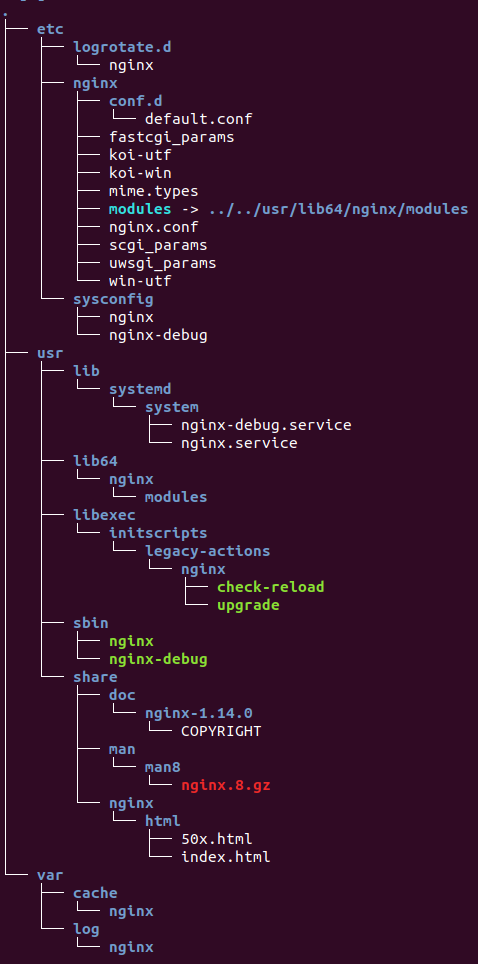 .
├── etc
│   ├── logrotate.d
│   │   └── nginx
│   ├── nginx
│   │   ├── conf.d
│   │   │   └── default.conf
│   │   ├── fastcgi_params
│   │   ├── koi-utf
│   │   ├── koi-win
│   │   ├── mime.types
│   │   ├── modules -> ../../usr/lib64/nginx/modules
│   │   ├── nginx.conf
│   │   ├── scgi_params
│   │   ├── uwsgi_params
│   │   └── win-utf
│   └── sysconfig
│       ├── nginx
│       └── nginx-debug
├── usr
│   ├── lib
│   │   └── systemd
│   │       └── system
│   │           ├── nginx-debug.service
│   │           └── nginx.service
│   ├── lib64
│   │   └── nginx
│   │       └── modules
│   ├── libexec
│   │   └── initscripts
│   │       └── legacy-actions
│   │           └── nginx
│   │               ├── check-reload
│   │               └── upgrade
│   ├── sbin
│   │   ├── nginx
│   │   └── nginx-debug
│   └── share
│       ├── doc
│       │   └── nginx-1.14.0
│       │       └── COPYRIGHT
│       ├── man
│       │   └── man8
│       │       └── nginx.8.gz
│       └── nginx
│           └── html
│               ├── 50x.html
│               └── index.html
└── var
    ├── cache
    │   └── nginx
    └── log
        └── nginx